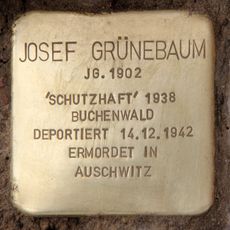 JOSEF GRÜNEBAUM
JG. 1902
'SCHUTZHAFT' 1938
BUCHENWALD
DEPORTIERT 14.12.1942
ERMORDET IN
AUSCHWITZ